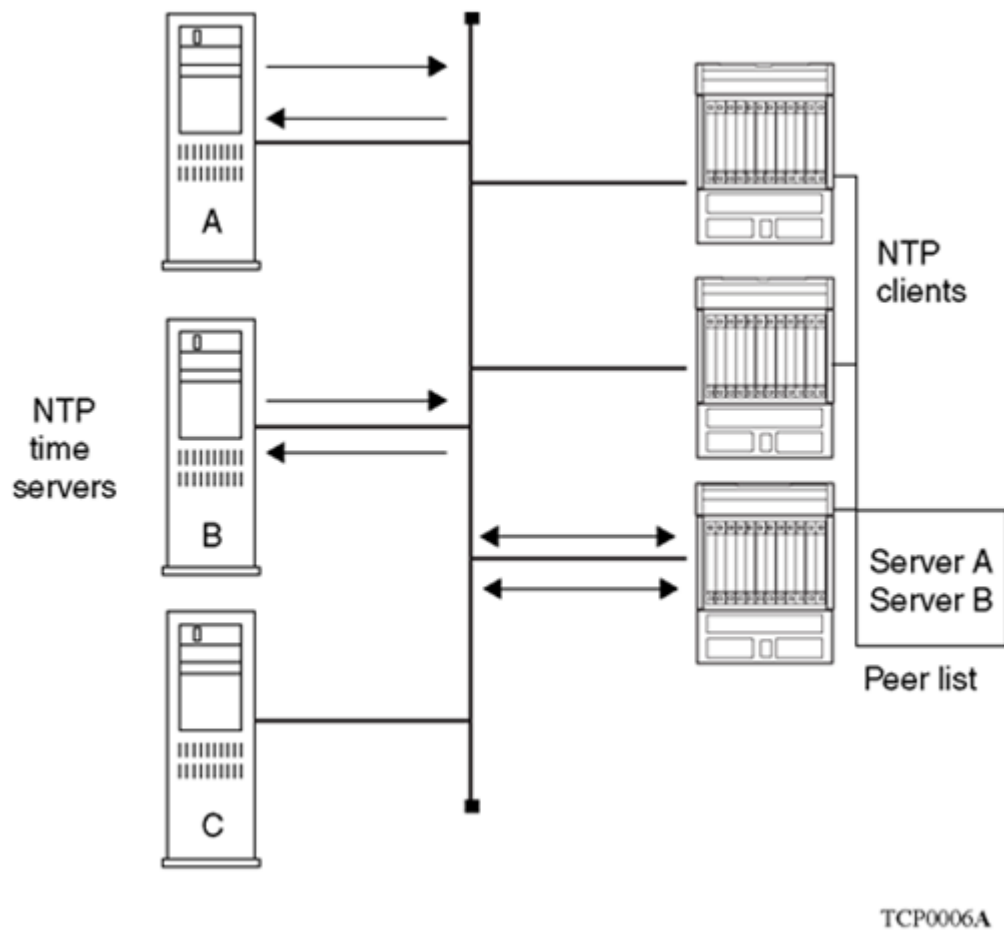 A
NTP
clients
NTP
time
servers
B
Server A
Server B
Peer list
C
TCP0006A